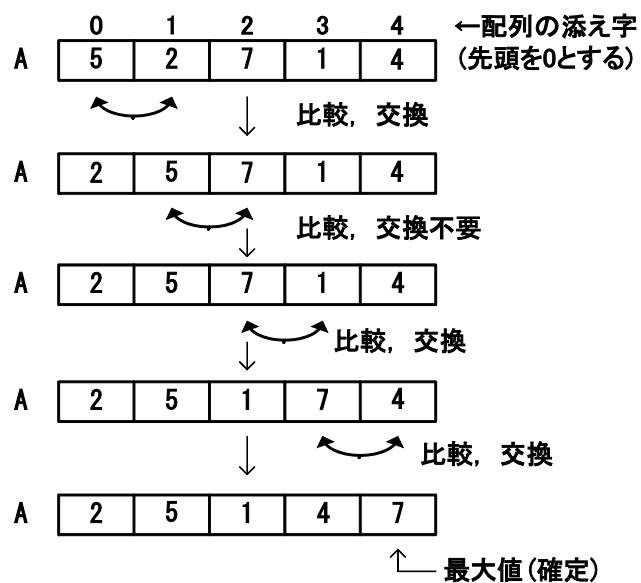 0 1 2 3 4 ←配列の添え字
A 5 2 7 1 4 (先頭を0とする)
比較, 交換
A 2 5 7 1 4
比較, 交換不要
A 2 5 7 1 4
比較, 交換
A 2 5 1 7 4
比較, 交換
A 2 5 1 4 7
最大値(確定)